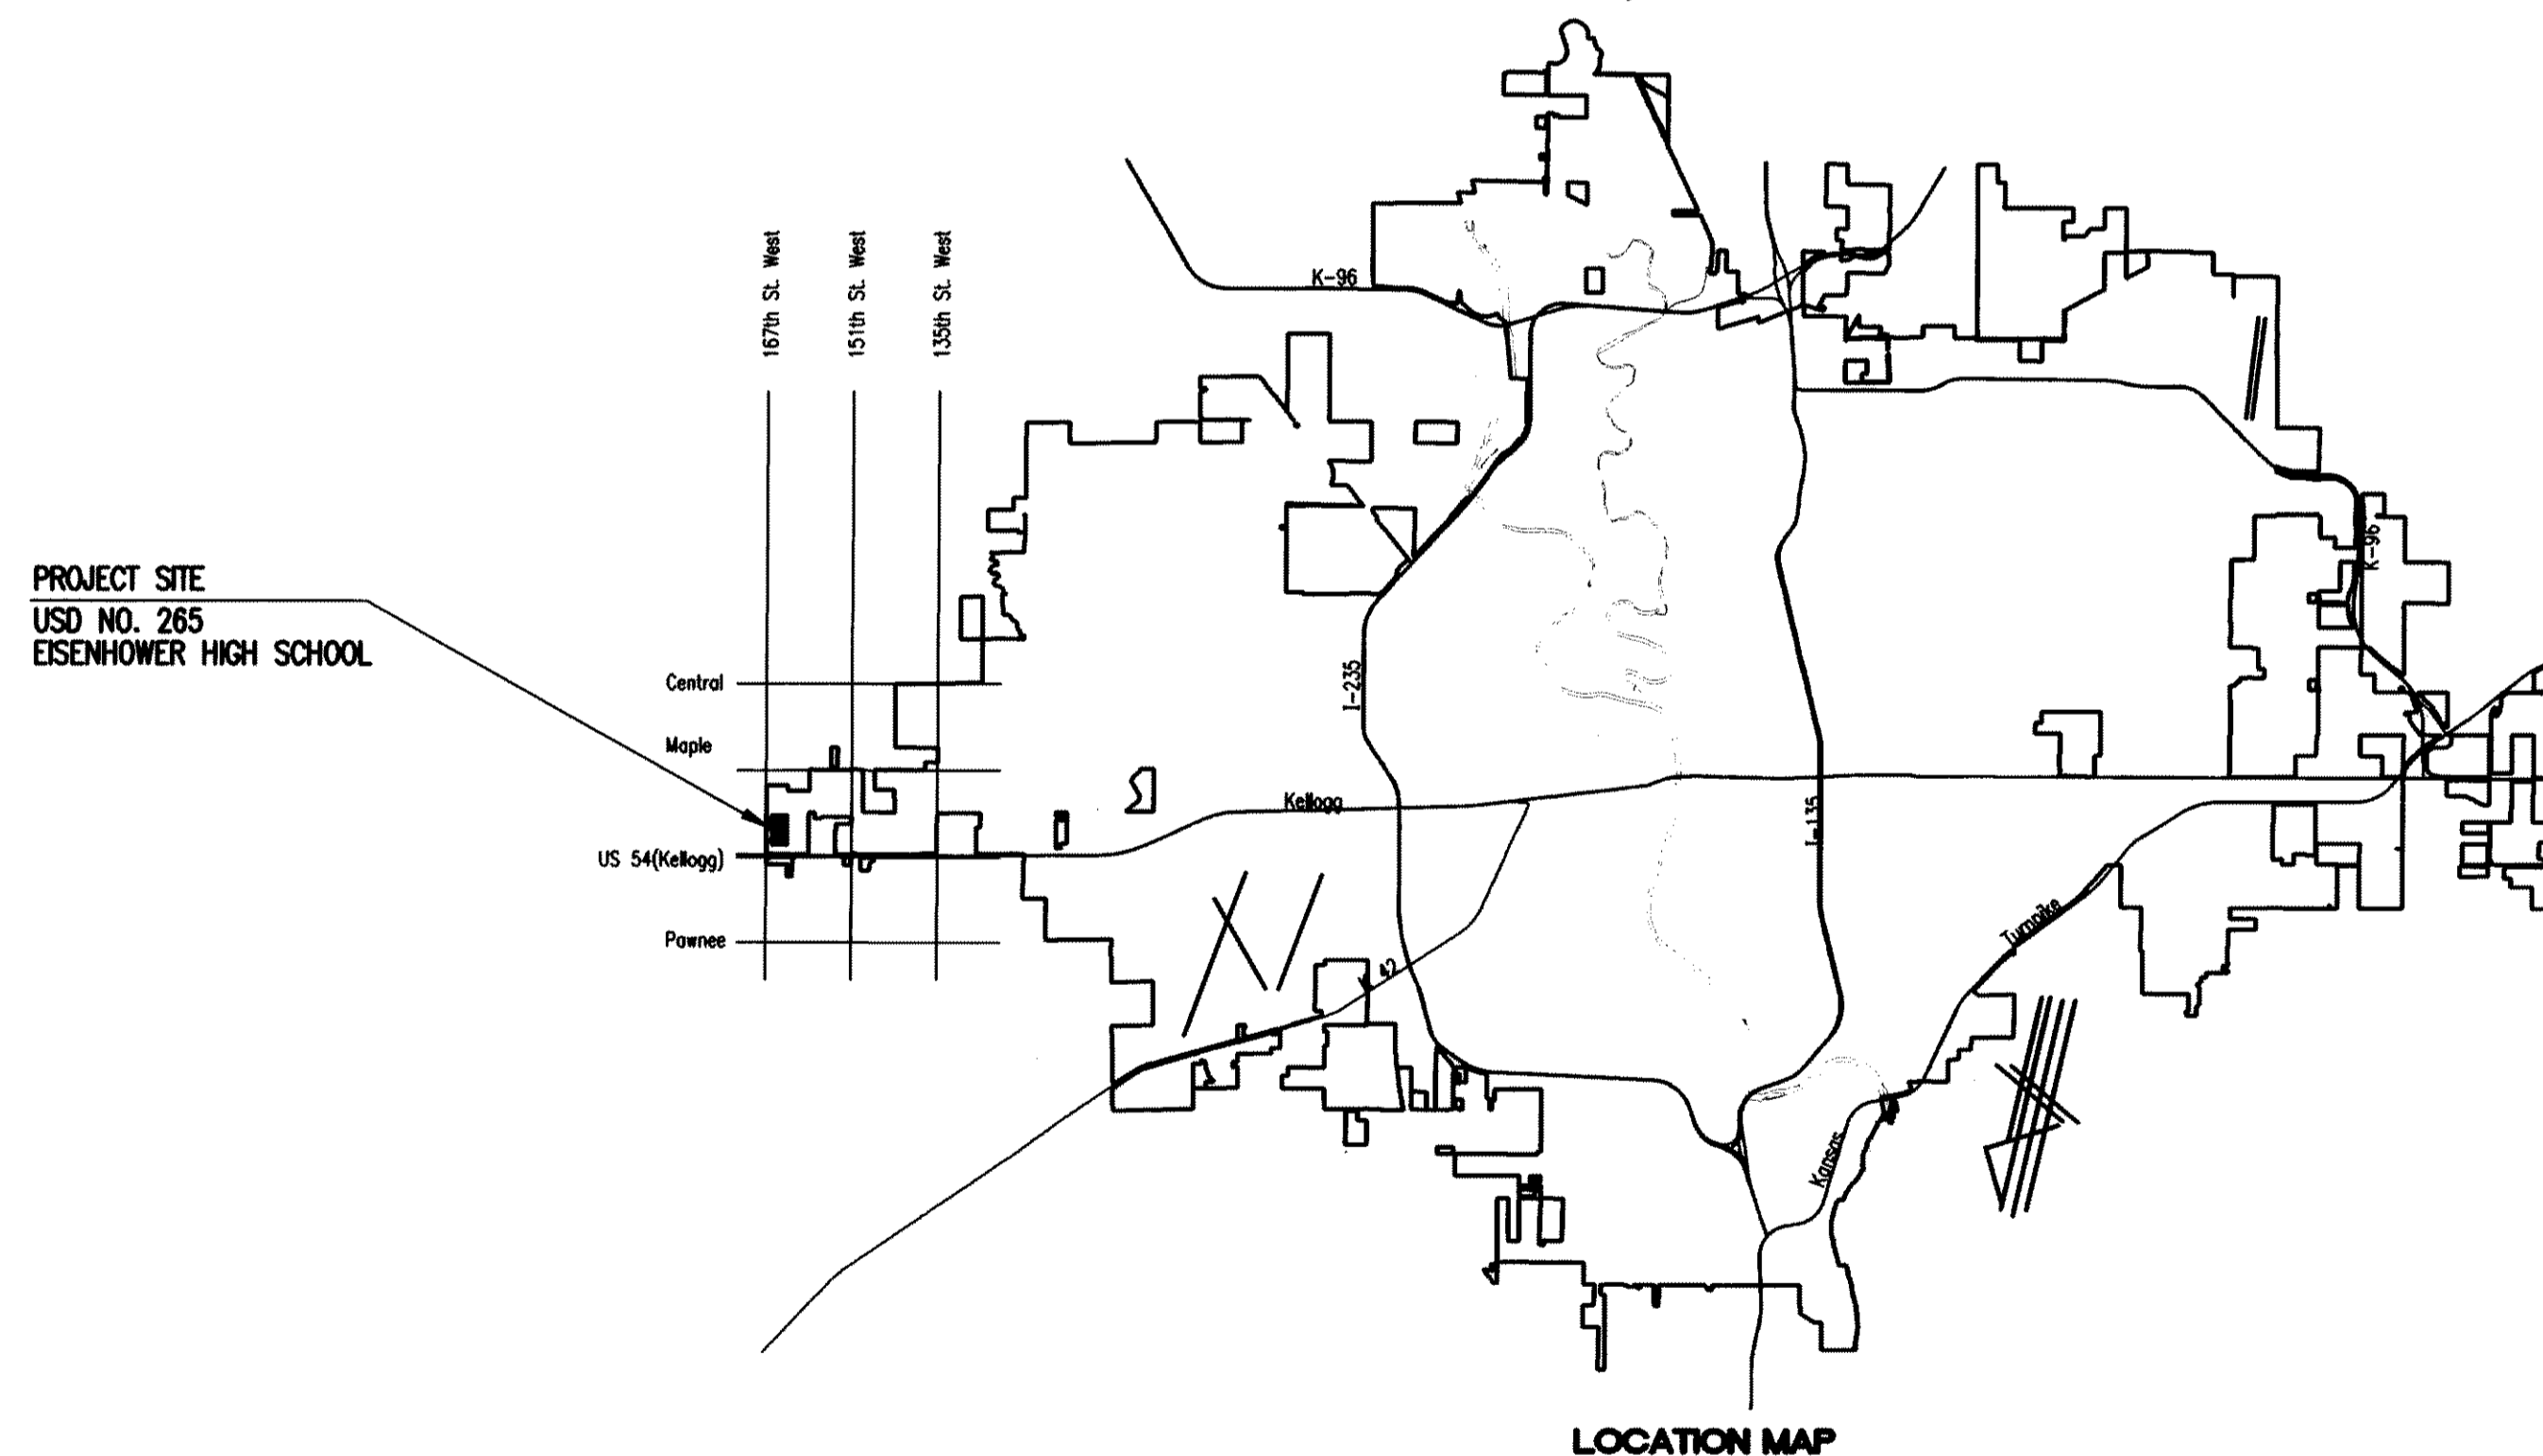 167th St. West
151th St. West
135th St. West
K-96
PROJECT SITE
USD NO. 265
EISENHOWER HIGH SCHOOL
K-96
Central
I-235
Maple
Kellogg
I-135
US 54(Kellogg)
Turnpike
Pawnee
K 42
Kansas
LOCATION MAP